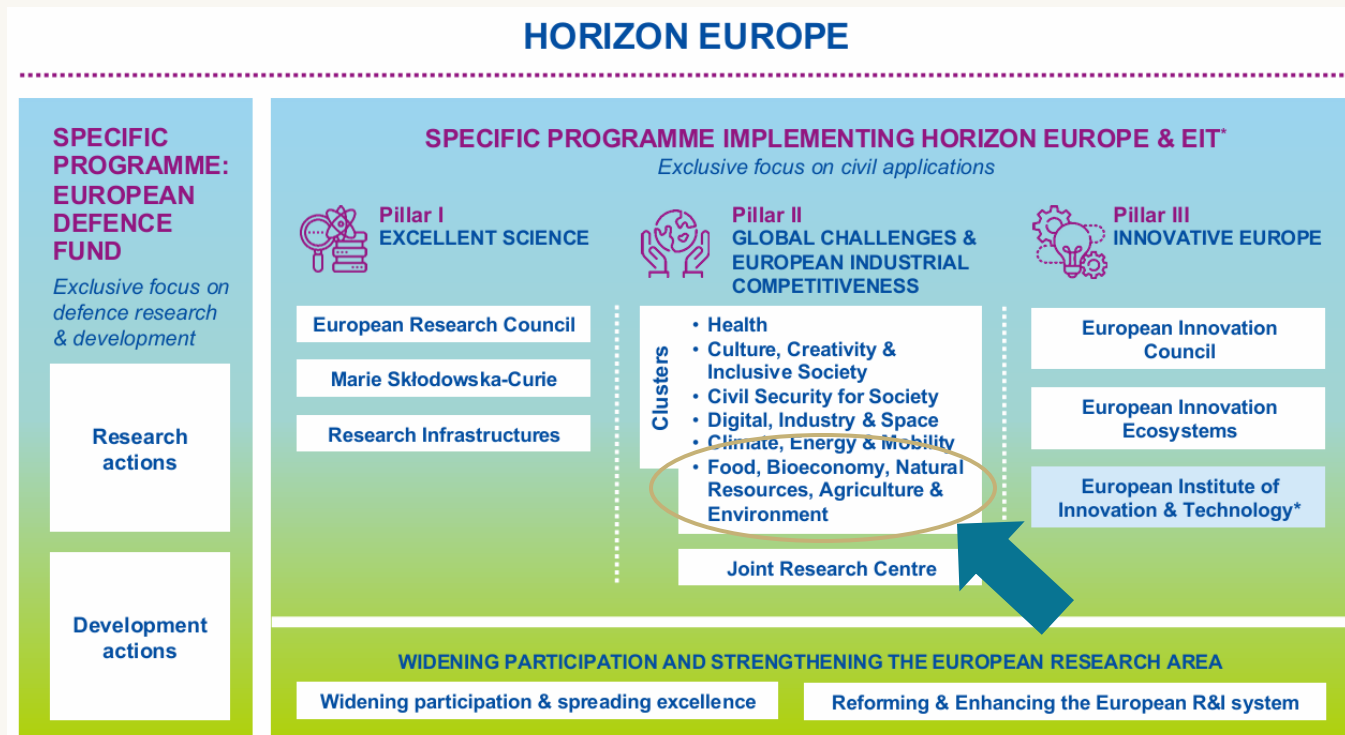 HORIZON EUROPE
SPECIFIC
PROGRAMME:
EUROPEAN
DEFENCE
FUND
Exclusive focus on
defence research
& development
Research
actions
Development
actions
SPECIFIC PROGRAMME IMPLEMENTING HORIZON EUROPE & EIT*
Exclusive focus on civil applications
Pillar I
EXCELLENT SCIENCE
European Research Council
Marie Skłodowska-Curie
Research Infrastructures
Pillar II
GLOBAL CHALLENGES &
EUROPEAN INDUSTRIAL
COMPETITIVENESS
Clusters
• Health
• Culture, Creativity &
Inclusive Society
• Civil Security for Society
• Digital, Industry & Space
• Climate, Energy & Mobility
• Food, Bioeconomy, Natural
Resources, Agriculture &
Environment
Joint Research Centre
Pillar III
INNOVATIVE EUROPE
European Innovation
Council
European Innovation
Ecosystems
European Institute of
Innovation & Technology*
WIDENING PARTICIPATION AND STRENGTHENING THE EUROPEAN RESEARCH AREA
Widening participation & spreading excellence
Reforming & Enhancing the European R&I system